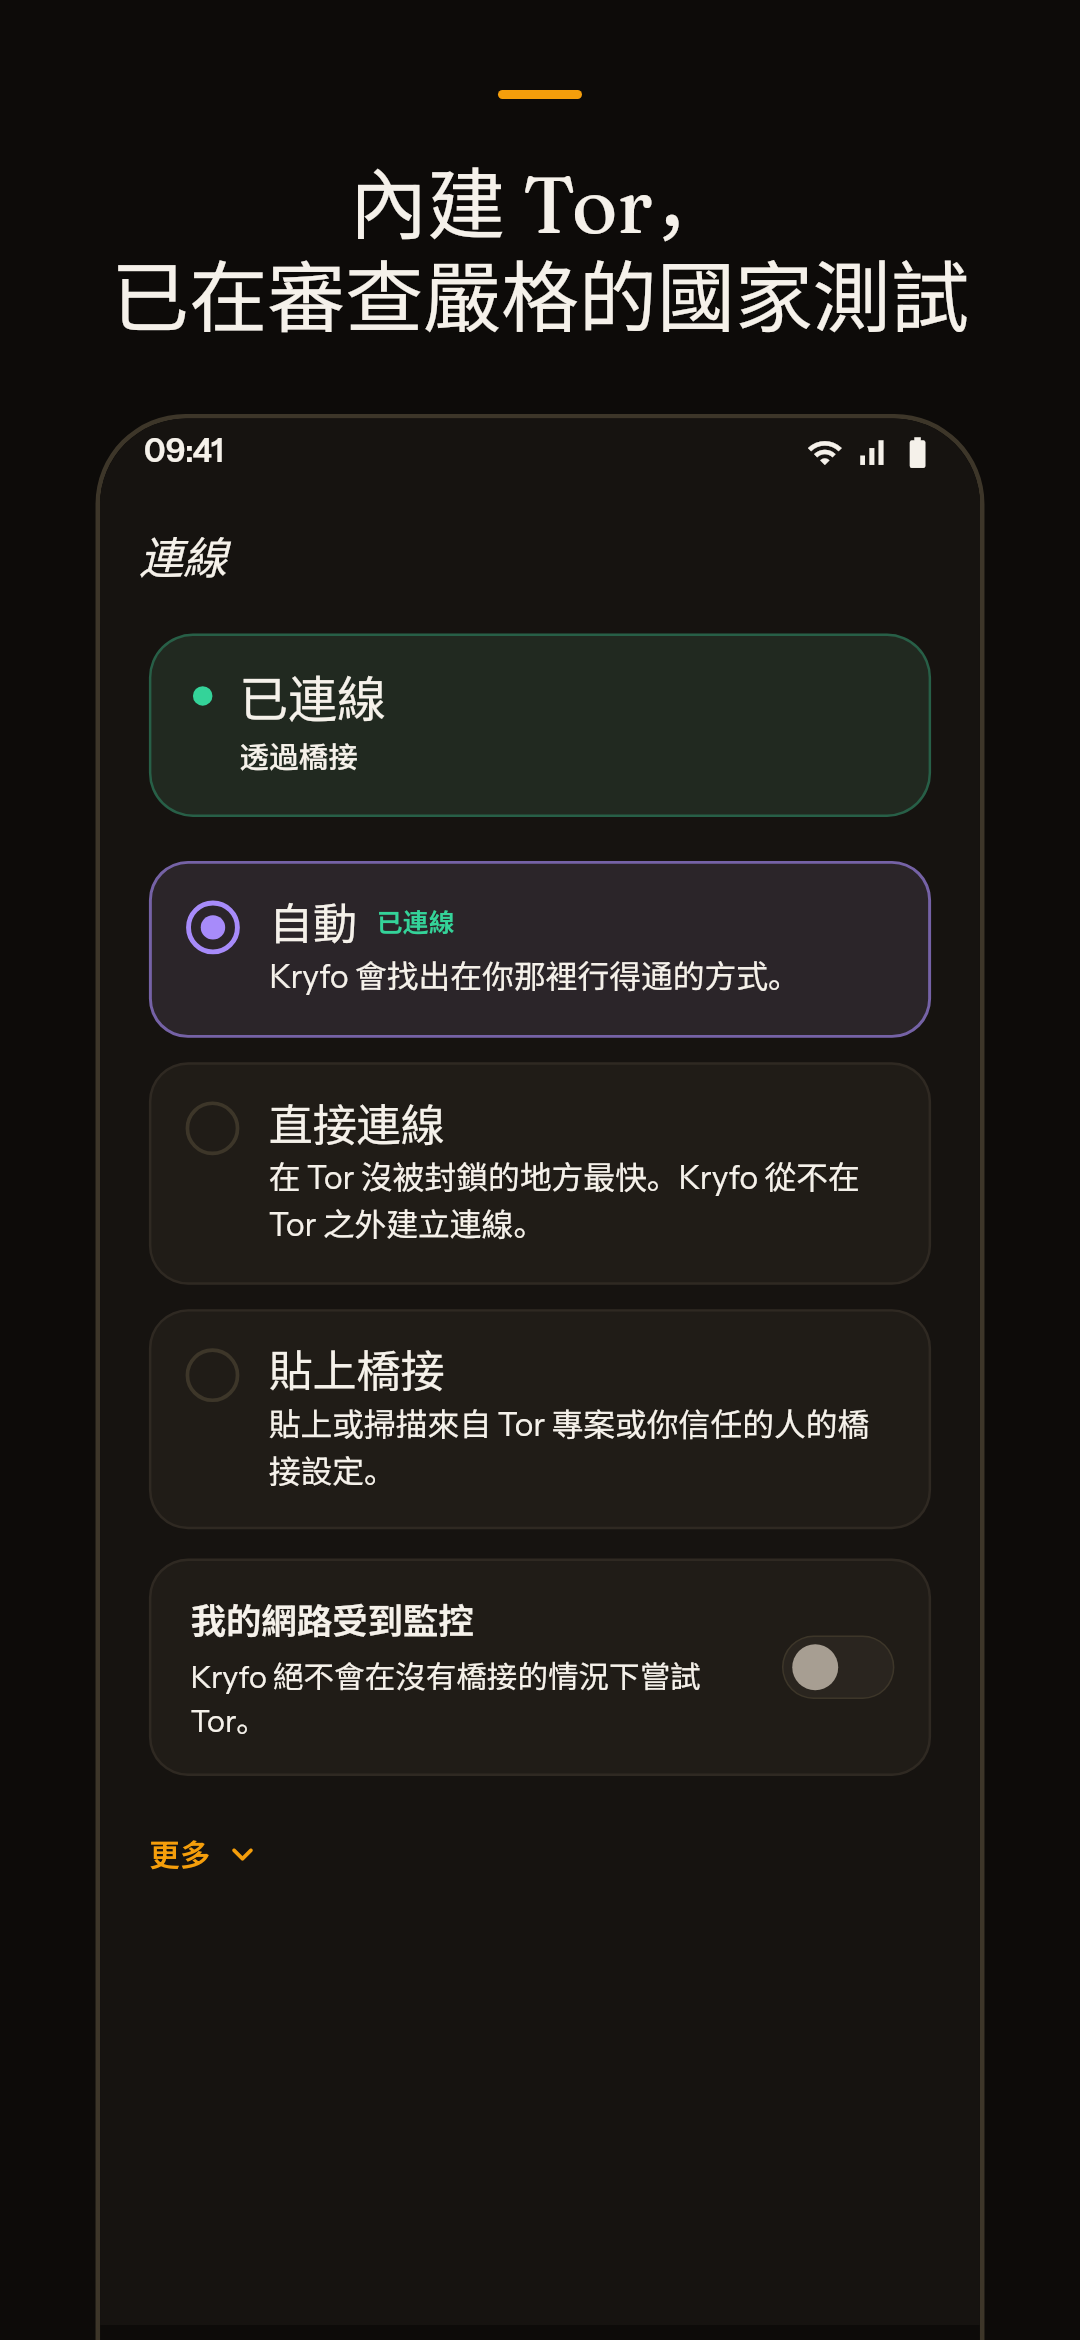 內建 Tor，
已在審查嚴格的國家測試
09:41
連線
已連線
透過橋接
自動 已連線
Kryfo 會找出在你那裡行得通的方式。
直接連線
在 Tor 沒被封鎖的地方最快。Kryfo 從不在
Tor 之外建立連線。
貼上橋接
貼上或掃描來自 Tor 專案或你信任的人的橋
接設定。
我的網路受到監控
Kryfo 絕不會在沒有橋接的情況下嘗試
Tor。
更多